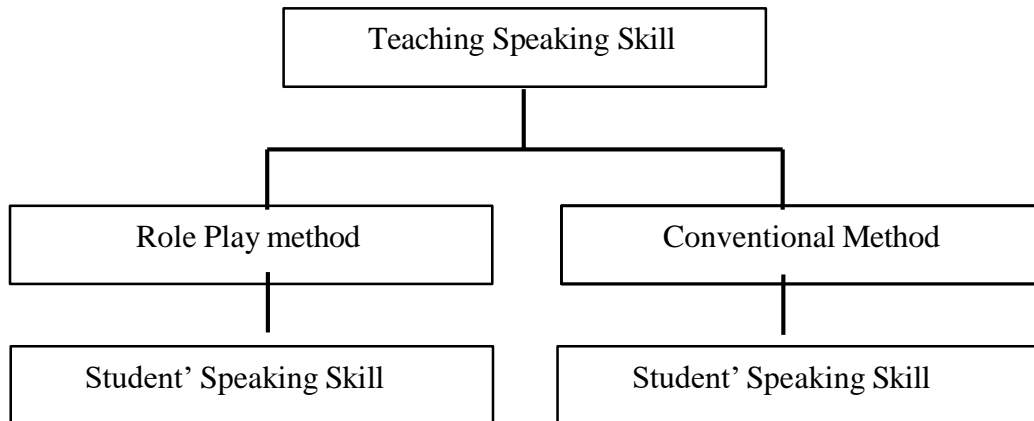 Teaching Speaking Skill
Role Play method
Conventional Method
Student’ Speaking Skill
Student’ Speaking Skill